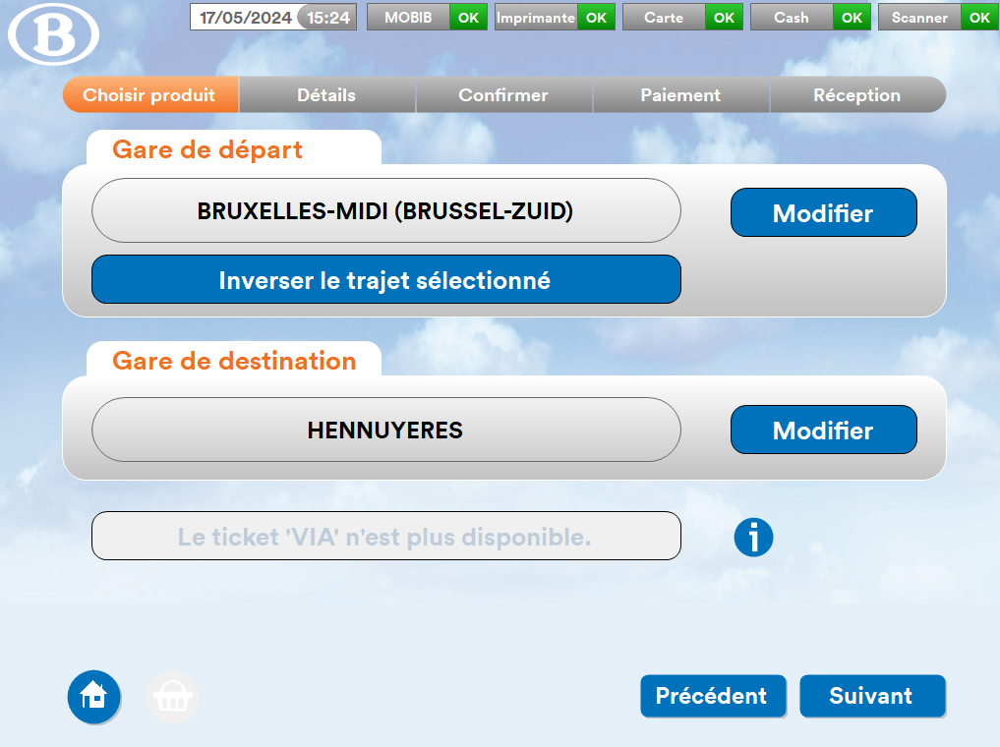 B
17/05/2024 15:24 MOBIB OK Imprimante OK Carte OK Cash OK Scanner OK
Choisir produit Détails Confirmer Paiement Réception
Gare de départ
BRUXELLES-MIDI (BRUSSEL-ZUID) Modifier
Inverser le trajet sélectionné
Gare de destination
HENNUYERES Modifier
Le ticket 'VIA' n'est plus disponible. i
Précédent Suivant